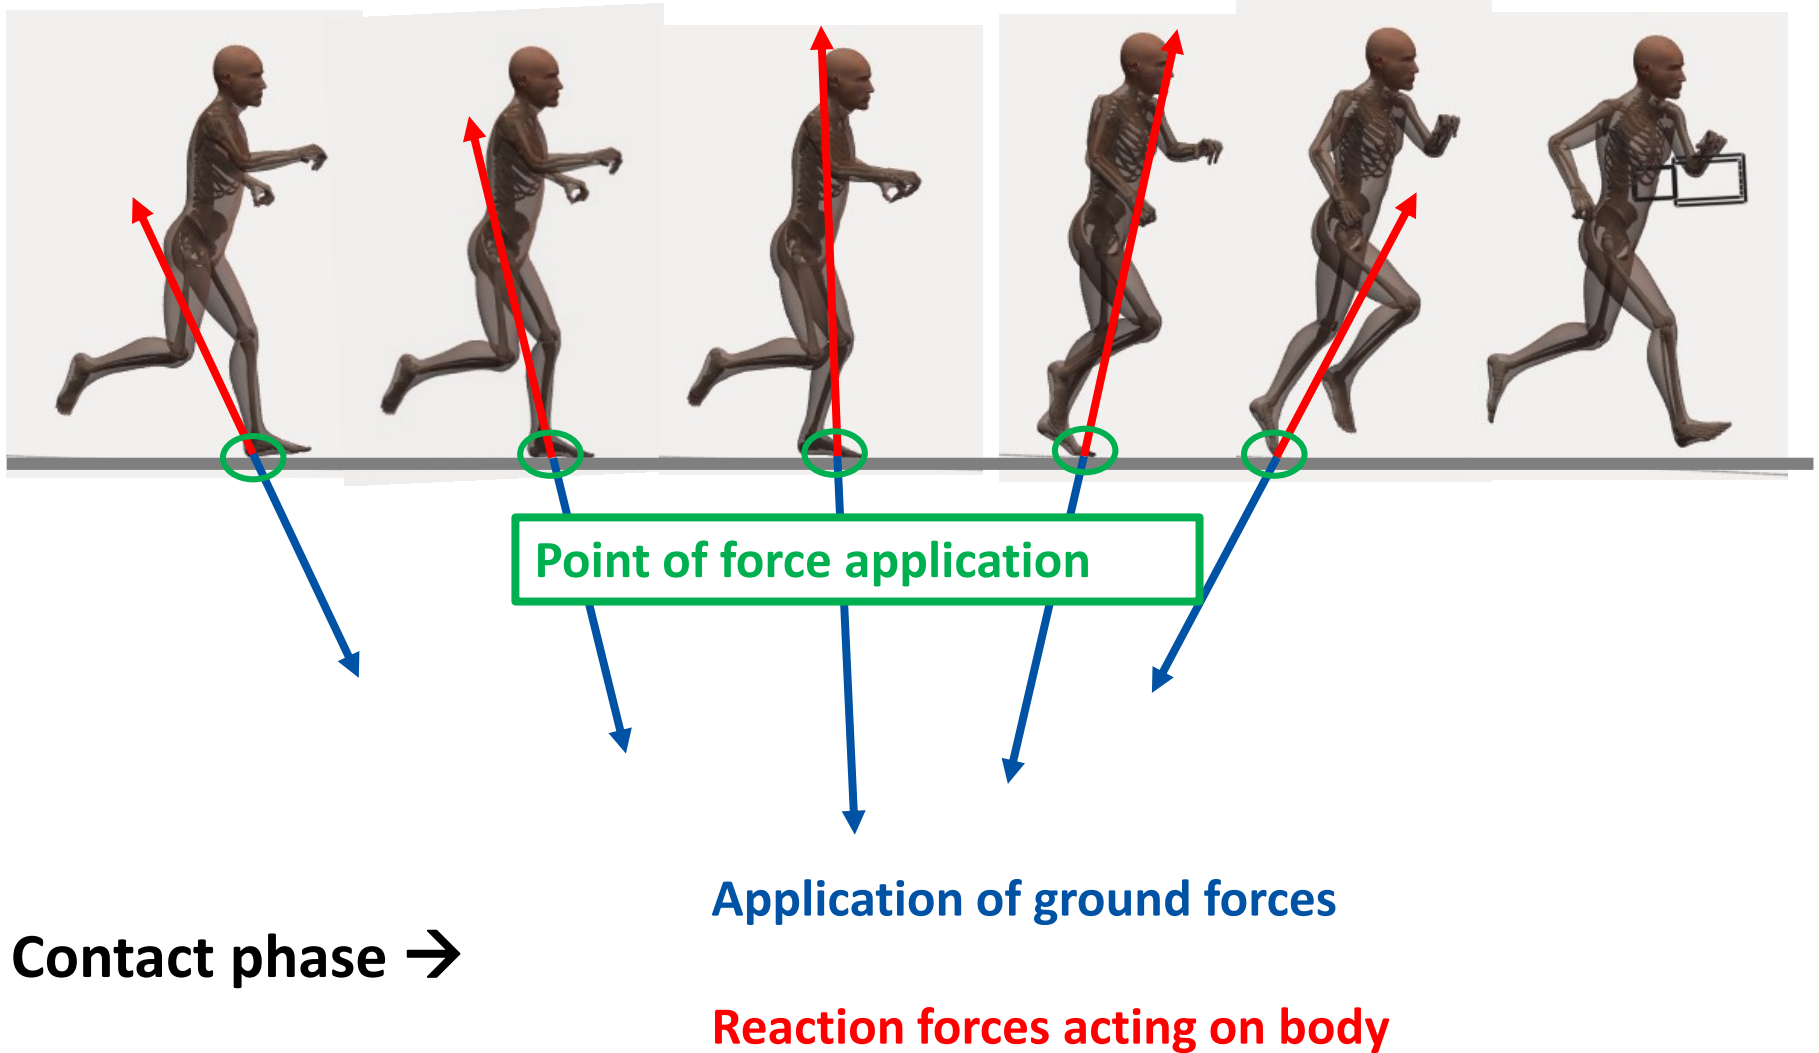 Point of force application
Application of ground forces
Contact phase →
Reaction forces acting on body